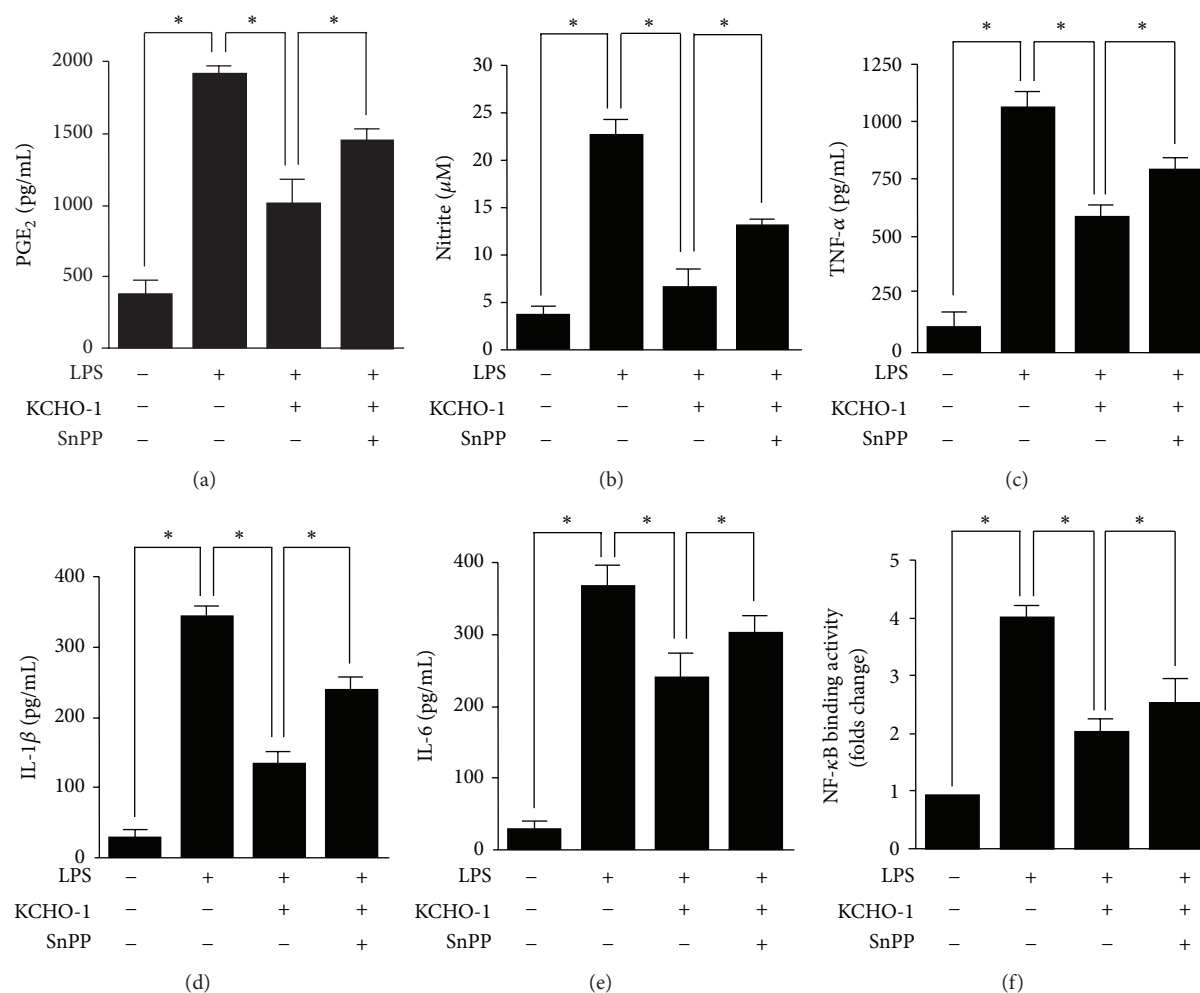 * * *
2000
1500
1000
500
0
PGE₂ (pg/mL)
LPS − + + +
KCHO-1 − − + +
SnPP − − − +
(a)
* * *
30
25
20
15
10
5
0
Nitrite (μM)
LPS − + + +
KCHO-1 − − + +
SnPP − − − +
(b)
* * *
1250
1000
750
500
250
0
TNF-α (pg/mL)
LPS − + + +
KCHO-1 − − + +
SnPP − − − +
(c)
* * *
400
300
200
100
0
IL-1β (pg/mL)
LPS − + + +
KCHO-1 − − + +
SnPP − − − +
(d)
* * *
400
300
200
100
0
IL-6 (pg/mL)
LPS − + + +
KCHO-1 − − + +
SnPP − − − +
(e)
* * *
5
4
3
2
1
0
NF-κB binding activity
(folds change)
LPS − + + +
KCHO-1 − − + +
SnPP − − − +
(f)